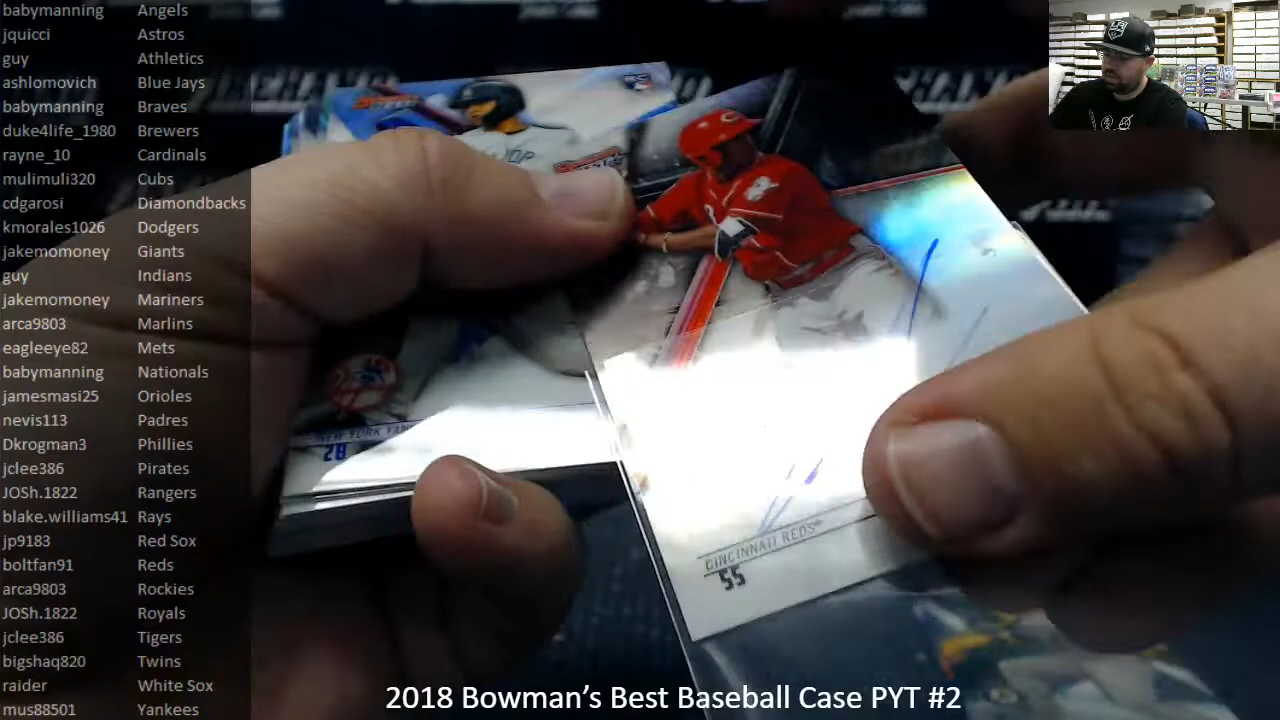 babymanning Angels
jquicci Astros
guy Athletics
ashlomovich Blue Jays
babymanning Braves
duke4life_1980 Brewers
rayne_10 Cardinals
mulimuli320 Cubs
cdgarosi Diamondbacks
kmorales1026 Dodgers
jakemomoney Giants
guy Indians
jakemomoney Mariners
arca9803 Marlins
eagleeye82 Mets
babymanning Nationals
jamesmasi25 Orioles
nevis113 Padres
Dkrogman3 Phillies
jclee386 Pirates
JOSh.1822 Rangers
blake.williams41 Rays
jp9183 Red Sox
boltfan91 Reds
arca9803 Rockies
JOSh.1822 Royals
jclee386 Tigers
bigshaq820 Twins
raider White Sox
mus88501 Yankees
NEW YORK YAN
28
CINCINNATI REDS
55
2018 Bowman's Best Baseball Case PYT #2